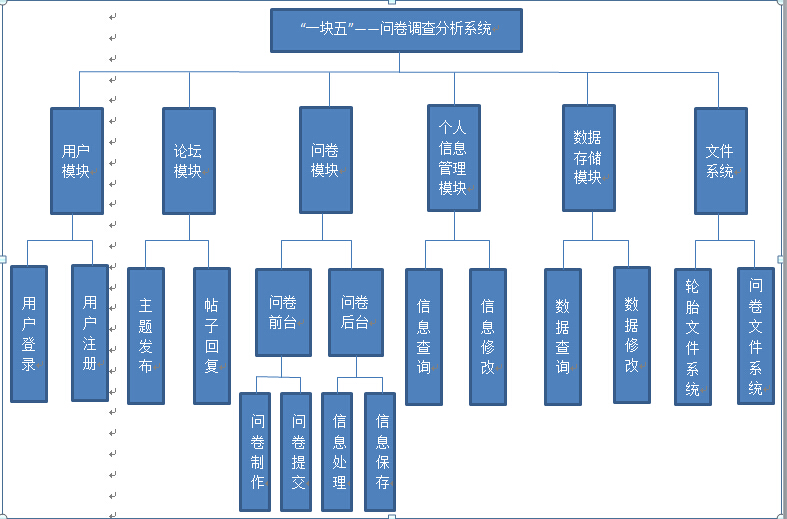 “一块五”——问卷调查分析系统
用户
模块
论坛
模块
问卷
模块
个人
信息
管理
模块
数据
存储
模块
文件
系统
用户登录
用户注册
主题发布
帖子回复
问卷
前台
问卷
后台
信息查询
信息修改
数据查询
数据修改
轮胎文件系统
问卷文件系统
问卷制作
问卷提交
信息处理
信息保存